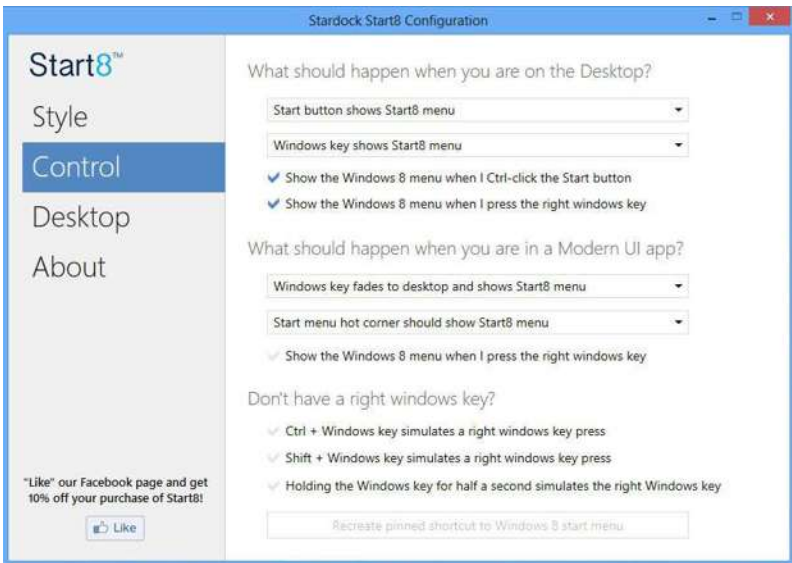 Stardock Start8 Configuration
Start8™
Style
Control
Desktop
About
"Like" our Facebook page and get
10% off your purchase of Start8!
Like
What should happen when you are on the Desktop?
Start button shows Start8 menu
Windows key shows Start8 menu
Show the Windows 8 menu when I Ctrl-click the Start button
Show the Windows 8 menu when I press the right windows key
What should happen when you are in a Modern UI app?
Windows key fades to desktop and shows Start8 menu
Start menu hot corner should show Start8 menu
Show the Windows 8 menu when I press the right windows key
Don't have a right windows key?
Ctrl + Windows key simulates a right windows key press
Shift + Windows key simulates a right windows key press
Holding the Windows key for half a second simulates the right Windows key
Recreate pinned shortcut to Windows 8 start menu